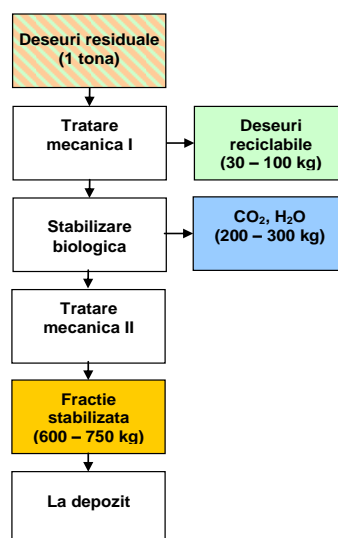 Deseuri residuale
(1 tona)
Tratare
mecanica I
Deseuri
reciclabile
(30 – 100 kg)
Stabilizare
biologica
CO₂, H₂O
(200 – 300 kg)
Tratare
mecanica II
Fractie
stabilizata
(600 – 750 kg)
La depozit